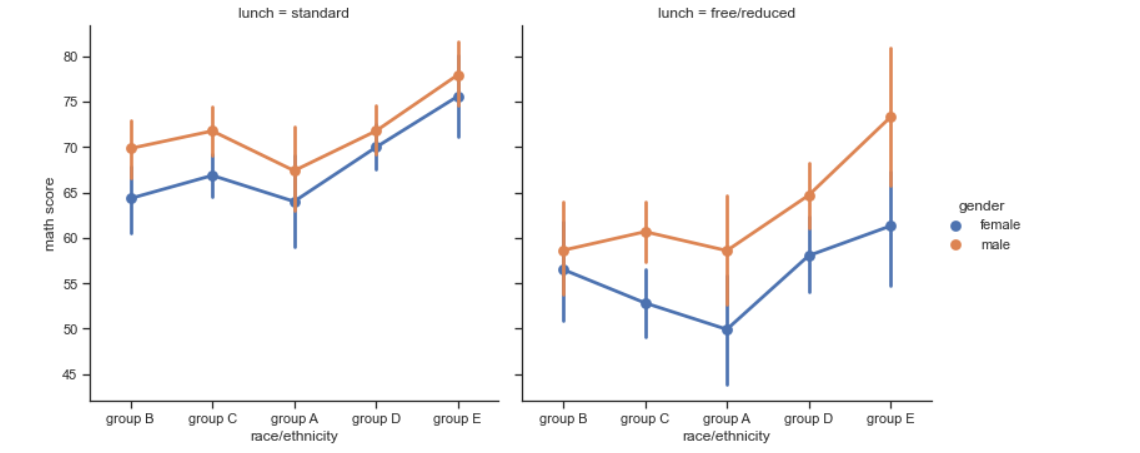 lunch = standard
lunch = free/reduced
math score
80
75
70
65
60
55
50
45
group B
group C
group A
group D
group E
race/ethnicity
group B
group C
group A
group D
group E
race/ethnicity
gender
female
male